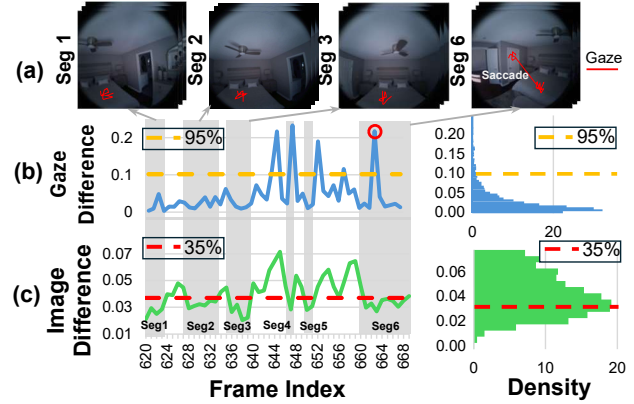 (a)
Seg 1
Seg 2
Seg 3
Seg 6
Saccade
Gaze
(b)
Gaze
Difference
0.2
0.1
0
95%
0.20
0.15
0.10
0.05
0.00
20
95%
(c)
Image
Difference
0.07
0.05
0.03
0.01
35%
Seg1
Seg2
Seg3
Seg4
Seg5
Seg6
620
624
628
632
636
640
644
648
652
656
660
664
668
Frame Index
0.06
0.04
0.02
0.00
35%
0
10
20
Density